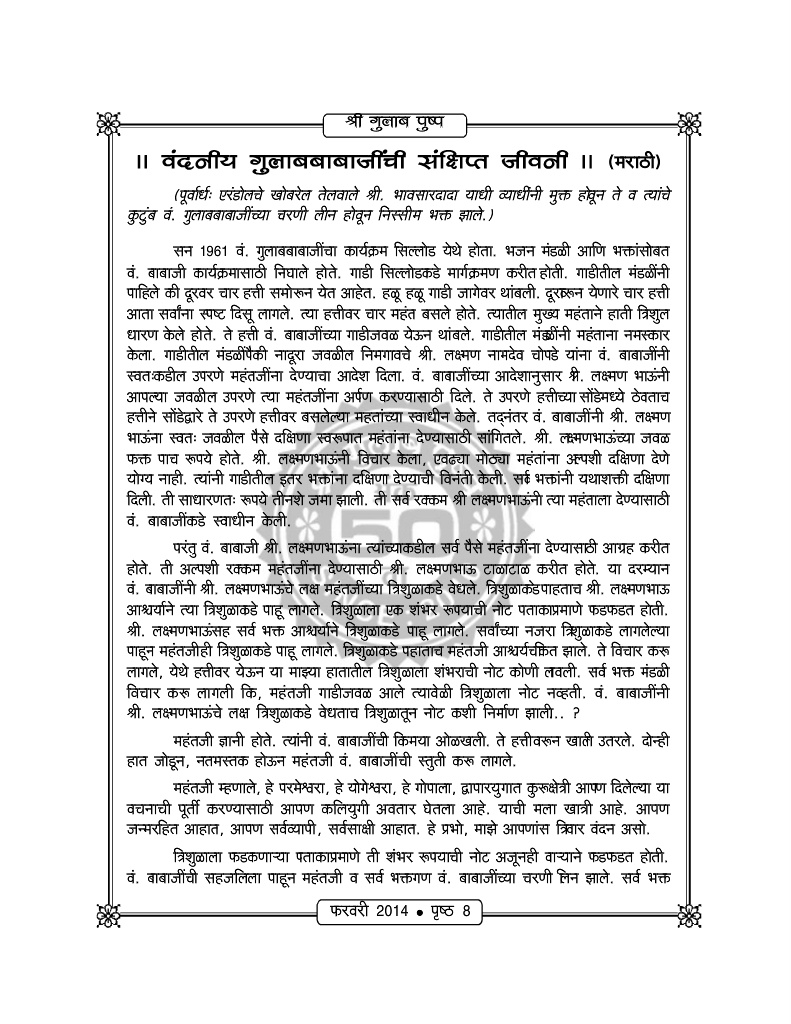 श्री गुलाब पुष्प
॥ वंदनीय गुलाबबाबाजींची संक्षिप्त जीवनी ॥ (मराठी)
(पूर्वार्धः एरंडोलचे खोबरेल तेलवाले श्री. भावसारदादा याधी व्याधींनी मुक्त होवून ते व त्यांचे
कुटुंब वं. गुलाबबाबाजींच्या चरणी लीन होवून निस्सीम भक्त झाले.)
सन 1961 वं. गुलाबबाबाजींचा कार्यक्रम सिल्लोड येथे होता. भजन मंडळी आणि भक्तांसोबत
वं. बाबाजी कार्यक्रमासाठी निघाले होते. गाडी सिल्लोडकडे मार्गक्रमण करीत होती. गाडीतील मंडळींनी
पाहिले की दूरवर चार हत्ती समोरून येत आहेत. हळू हळू गाडी जागेवर थांबली. दूरुरून येणारे चार हत्ती
आता सर्वांना स्पष्ट दिसू लागले. त्या हत्तीवर चार महंत बसले होते. त्यातील मुख्य महंताने हाती त्रिशुल
धारण केले होते. ते हत्ती वं. बाबाजींच्या गाडीजवळ येऊन थांबले. गाडीतील मंडळींनी महंताना नमस्कार
केला. गाडीतील मंडळींपैकी नादूरा जवळील निमगावचे श्री. लक्ष्मण नामदेव चोपडे यांना वं. बाबाजींनी
स्वतःकडील उपरणे महंतजींना देण्याचा आदेश दिला. वं. बाबाजींच्या आदेशानुसार श्री. लक्ष्मण भाऊंनी
आपल्या जवळील उपरणे त्या महंतजींना अर्पण करण्यासाठी दिले. ते उपरणे हत्तीच्या सोंडेमध्ये ठेवताच
हत्तीने सोंडेद्वारे ते उपरणे हत्तीवर बसलेल्या महतांच्या स्वाधीन केले. तद्नंतर वं. बाबाजींनी श्री. लक्ष्मण
भाऊंना स्वतः जवळील पैसे दक्षिणा स्वरूपात महंतांना देण्यासाठी सांगितले. श्री. लक्ष्मणभाऊंच्या जवळ
फक्त पाच रूपये होते. श्री. लक्ष्मणभाऊंनी विचार केला, एवढ्या मोठ्या महंतांना अल्पशी दक्षिणा देणे
योग्य नाही. त्यांनी गाडीतील इतर भक्तांना दक्षिणा देण्याची विनंती केली. सर्व भक्तांनी यथाशक्ती दक्षिणा
दिली. ती साधारणतः रूपये तीनशे जमा झाली. ती सर्व रक्कम श्री लक्ष्मणभाऊंनी त्या महंताला देण्यासाठी
वं. बाबाजींकडे स्वाधीन केली.
परंतु वं. बाबाजी श्री. लक्ष्मणभाऊंना त्यांच्याकडील सर्व पैसे महंतजींना देण्यासाठी आग्रह करीत
होते. ती अल्पशी रक्कम महंतजींना देण्यासाठी श्री. लक्ष्मणभाऊ टाळाटाळ करीत होते. या दरम्यान
वं. बाबाजींनी श्री. लक्ष्मणभाऊंचे लक्ष महंतजींच्या त्रिशुळाकडे वेधले. त्रिशुळाकडे पाहताच श्री. लक्ष्मणभाऊ
आश्चर्याने त्या त्रिशुळाकडे पाहू लागले. त्रिशुळाला एक शंभर रूपयाची नोट पताकाप्रमाणे फडफडत होती.
श्री. लक्ष्मणभाऊंसह सर्व भक्त आश्चर्याने त्रिशुळाकडे पाहू लागले. सर्वांच्या नजरा त्रिशुळाकडे लागलेल्या
पाहून महंतजीही त्रिशुळाकडे पाहू लागले. त्रिशुळाकडे पहाताच महंतजी आश्चर्यचकित झाले. ते विचार करू
लागले, येथे हत्तीवर येऊन या माझ्या हातातील त्रिशुळाला शंभराची नोट कोणी लावली. सर्व भक्त मंडळी
विचार करू लागली कि, महंतजी गाडीजवळ आले त्यावेळी त्रिशुळाला नोट नव्हती. वं. बाबाजींनी
श्री. लक्ष्मणभाऊंचे लक्ष त्रिशुळाकडे वेधताच त्रिशुळातून नोट कशी निर्माण झाली.. ?
महंतजी ज्ञानी होते. त्यांनी वं. बाबाजींची किमया ओळखली. ते हत्तीवरून खाली उतरले. दोन्ही
हात जोडून, नतमस्तक होऊन महंतजी वं. बाबाजींची स्तुती करू लागले.
महंतजी म्हणाले, हे परमेश्वरा, हे योगेश्वरा, हे गोपाला, द्वापारयुगात कुरूक्षेत्री आपण दिलेल्या या
वचनाची पूर्ती करण्यासाठी आपण कलियुगी अवतार घेतला आहे. याची मला खात्री आहे. आपण
जन्मरहित आहात, आपण सर्वव्यापी, सर्वसाक्षी आहात. हे प्रभो, माझे आपणांस त्रिवार वंदन असो.
त्रिशुळाला फडकणाऱ्या पताकाप्रमाणे ती शंभर रूपयाची नोट अजूनही वाऱ्याने फडफडत होती.
वं. बाबाजींची सहजलिला पाहून महंतजी व सर्व भक्तगण वं. बाबाजींच्या चरणी लिन झाले. सर्व भक्त
फरवरी 2014 ● पृष्ठ 8
50